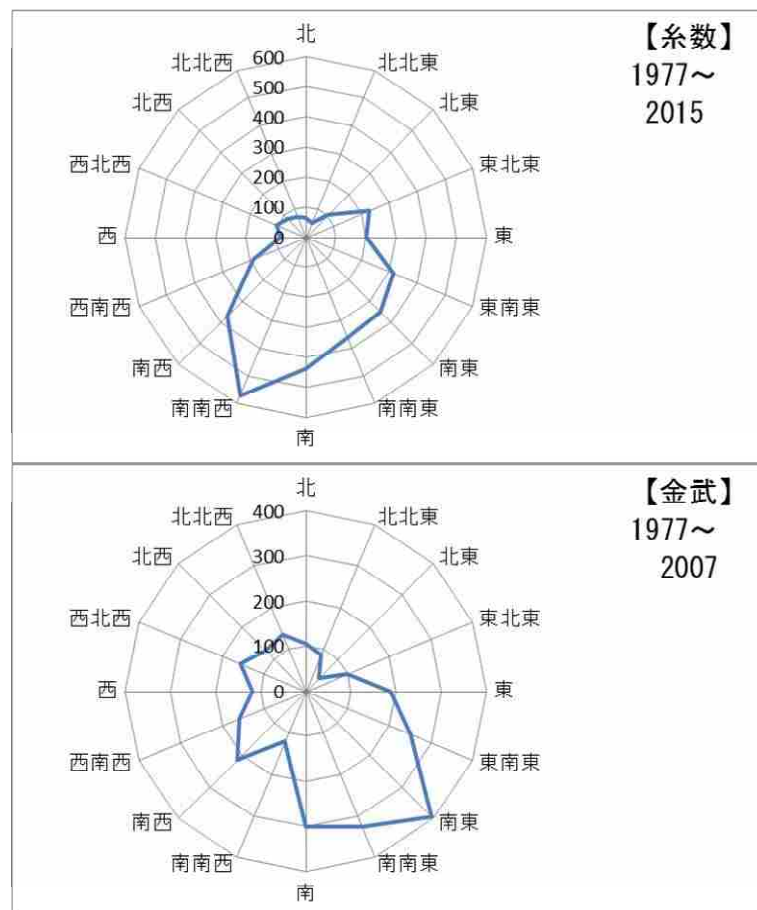 【糸数】
1977～
2015
北
北北東
北東
東北東
東
東南東
南東
南南東
南
南南西
南西
西南西
西
西北西
北西
北北西
600
500
400
300
200
100
0
【金武】
1977～
2007
北
北北東
北東
東北東
東
東南東
南東
南南東
南
南南西
南西
西南西
西
西北西
北西
北北西
400
300
200
100
0